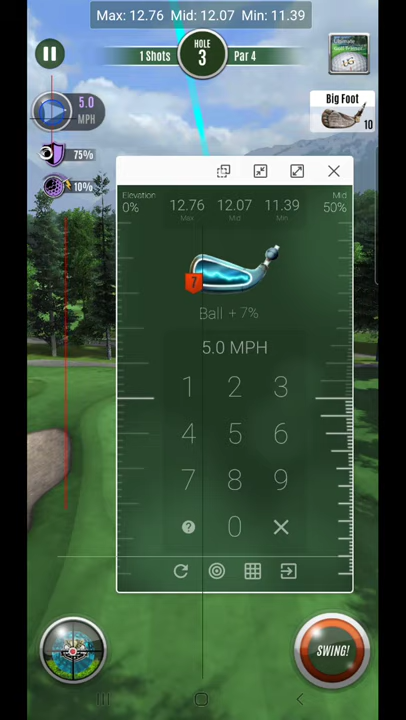 Max: 12.76 Mid: 12.07 Min: 11.39
1 Shots
HOLE
3
Par 4
Ultimate
UG
5.0
MPH
Big Foot
10
75%
10%
Elevation
0%
12.76
Max
12.07
Mid
11.39
Min
Mid
50%
7
Ball + 7%
5.0 MPH
1 2 3
4 5 6
7 8 9
? 0 ×
SWING!